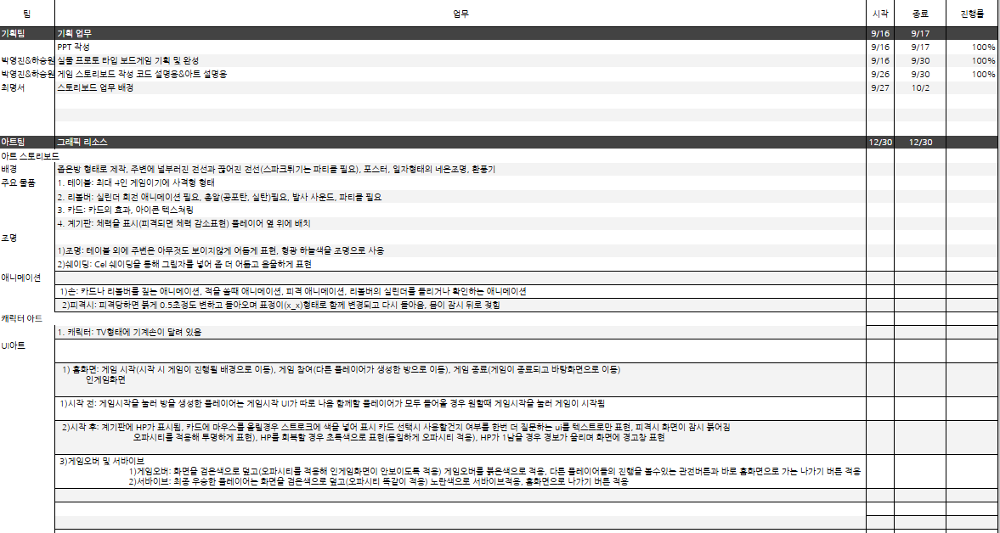 팀 업무 시작 종료 진행률
기획팀 기획 업무 9/16 9/17
PPT 작성 9/16 9/17 100%
박영진&하승원 실물 프로토 타입 보드게임 기획 및 완성 9/16 9/30 100%
박영진&하승원 게임 스토리보드 작성 코드 설명용&아트 설명용 9/26 9/30 100%
최명서 스토리보드 업무 배정 9/27 10/2
아트팀 그래픽 리소스 12/30 12/30
아트 스토리보드
배경 좁은방 형태로 제작, 주변에 널부러진 전선과 끊어진 전선(스파크튀기는 파티클 필요), 포스터, 일자형태의 네온조명, 환풍기
주요 물품 1. 테이블: 최대 4인 게임이기에 사격형 형태
2. 리볼버: 실린더 회전 애니메이션 필요, 총알(공포탄, 실탄)필요, 발사 사운드, 파티클 필요
3. 카드: 카드의 효과, 아이콘 텍스쳐링
4. 계기판: 체력을 표시(피격되면 체력 감소표현) 플레이어 옆 위에 배치
조명
1)조명: 테이블 외에 주변은 아무것도 보이지않게 어둡게 표현, 형광 하늘색을 조명으로 사용
2)쉐이딩: Cel 쉐이딩을 통해 그림자를 넣어 좀 더 어둡고 음울하게 표현
애니메이션
1)손: 카드나 리볼버를 짚는 애니메이션, 적을 쏠때 애니메이션, 피격 애니메이션, 리볼버의 실린더를 돌리거나 확인하는 애니메이션
2)피격시: 피격당하면 붉게 0.5초정도 변하고 돌아오며 표정이(x_x)형태로 함께 변경되고 다시 돌아옴, 몸이 잠시 뒤로 젖힘
캐릭터 아트
1. 캐릭터: TV형태에 기계손이 달려 있음
UI아트
1) 홈화면: 게임 시작(시작 시 게임이 진행될 배경으로 이동), 게임 참여(다른 플레이어가 생성한 방으로 이동), 게임 종료(게임이 종료되고 바탕화면으로 이동)
인게임화면
1)시작 전: 게임시작을 눌러 방을 생성한 플레이어는 게임시작 UI가 따로 나옴 함께할 플레이어가 모두 들어올 경우 원할때 게임시작을 눌러 게임이 시작됨
2)시작 후: 계기판에 HP가 표시됨, 카드에 마우스를 올릴경우 스트로크에 색을 넣어 표시 카드 선택시 사용할건지 여부를 한번 더 질문하는 ui를 텍스트로만 표현, 피격시 화면이 잠시 붉어짐
오파시티를 적용해 투명하게 표현), HP를 회복할 경우 초록색으로 표현(동일하게 오파시티 적용), HP가 1남을 경우 경보가 울리며 화면에 경고창 표현
3)게임오버 및 서바이브
1)게임오버: 화면을 검은색으로 덮고(오파시티를 적용해 인게임화면이 안보이도록 적용) 게임오버를 붉은색으로 적용, 다른 플레이어들의 진행을 볼수있는 관전버튼과 바로 홈화면으로 가는 나가기 버튼 적용
2)서바이브: 최종 우승한 플레이어는 화면을 검은색으로 덮고(오파시티 똑같이 적용) 노란색으로 서바이브적용, 홈화면으로 나가기 버튼 적용